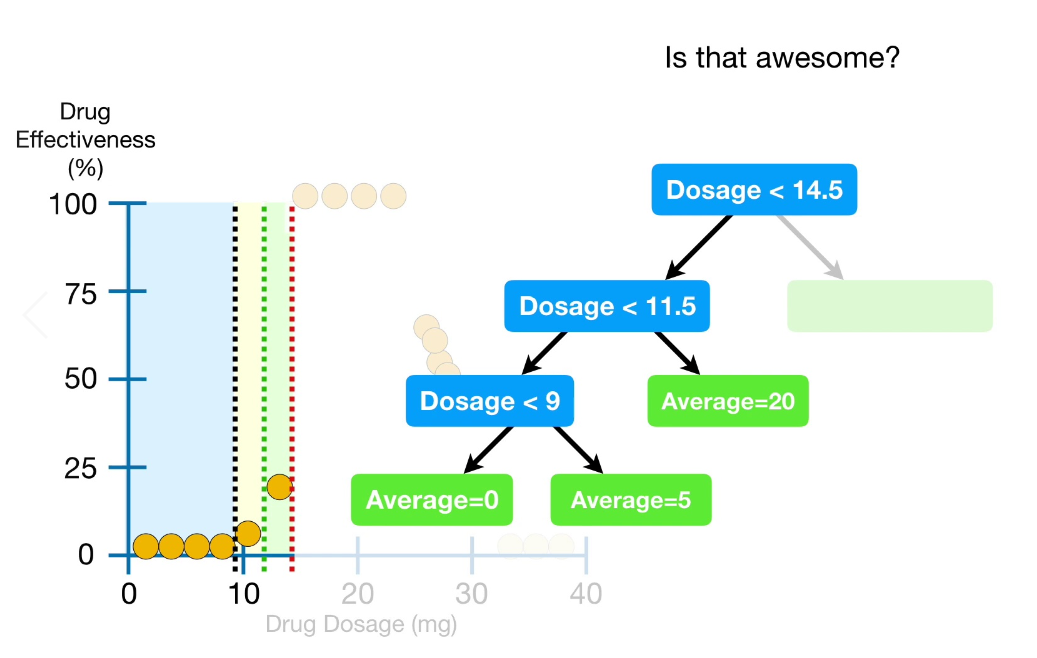 Is that awesome?
Drug
Effectiveness
(%)
100
75
50
25
0
0
10
20
30
40
Drug Dosage (mg)
Dosage < 14.5
Dosage < 11.5
Dosage < 9
Average=20
Average=0
Average=5